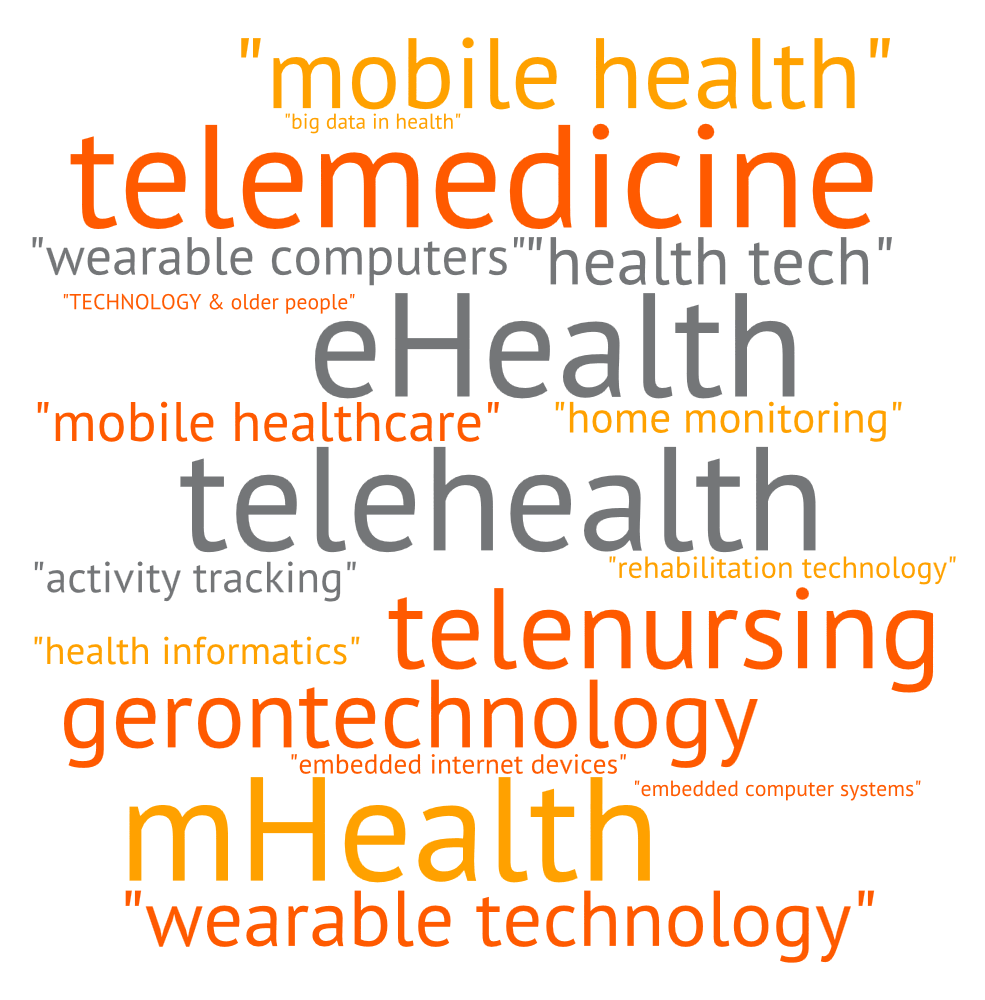 "mobile health"
"big data in health"
telemedicine
"wearable computers" "health tech"
"TECHNOLOGY & older people"
eHealth
"mobile healthcare" "home monitoring"
telehealth
"activity tracking" "rehabilitation technology"
telenursing
"health informatics"
gerontechnology
"embedded internet devices"
"embedded computer systems"
mHealth
"wearable technology"